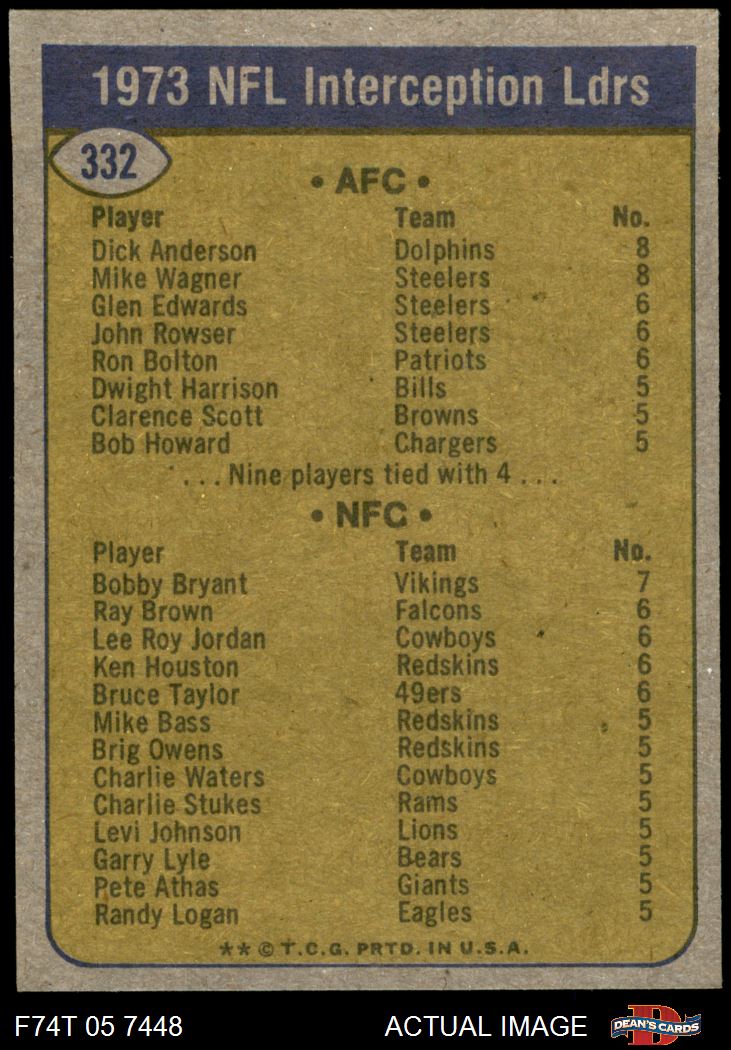 1973 NFL Interception Ldrs
332
• AFC •
Player Team No.
Dick Anderson Dolphins 8
Mike Wagner Steelers 8
Glen Edwards Steelers 6
John Rowser Steelers 6
Ron Bolton Patriots 6
Dwight Harrison Bills 5
Clarence Scott Browns 5
Bob Howard Chargers 5
...Nine players tied with 4...
• NFC •
Player Team No.
Bobby Bryant Vikings 7
Ray Brown Falcons 6
Lee Roy Jordan Cowboys 6
Ken Houston Redskins 6
Bruce Taylor 49ers 6
Mike Bass Redskins 5
Brig Owens Redskins 5
Charlie Waters Cowboys 5
Charlie Stukes Rams 5
Levi Johnson Lions 5
Garry Lyle Bears 5
Pete Athas Giants 5
Randy Logan Eagles 5
** © T.C.G. PRTD. IN U.S.A.
F74T 05 7448 ACTUAL IMAGE D DEAN'S CARDS